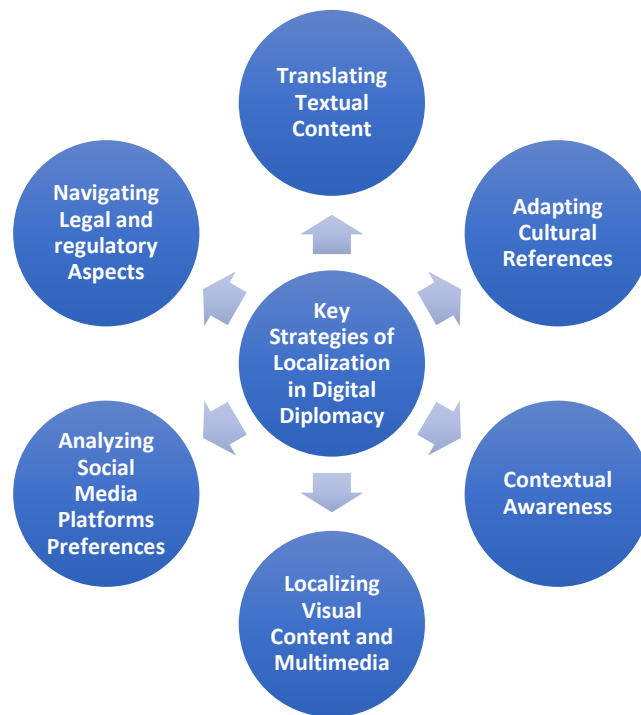 Translating
Textual
Content
Navigating
Legal and
regulatory
Aspects
Adapting
Cultural
References
Key
Strategies of
Localization
in Digital
Diplomacy
Analyzing
Social
Media
Platforms
Preferences
Contextual
Awareness
Localizing
Visual
Content and
Multimedia